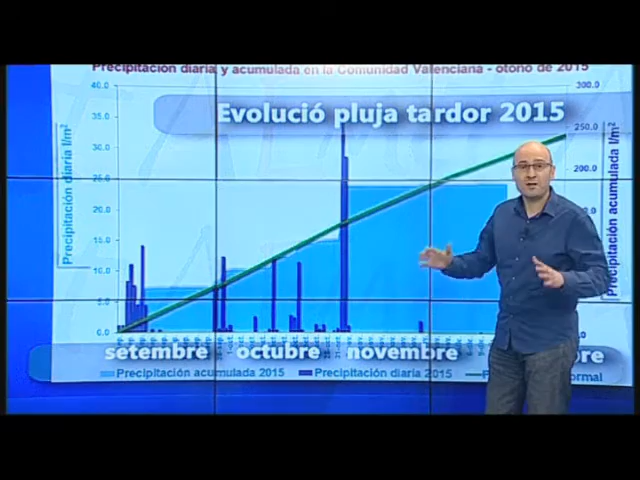 Precipitación diaria y acumulada en la Comunidad Valenciana - otoño de 2015
Evolució pluja tardor 2015
40.0
35.0
30.0
25.0
20.0
15.0
10.0
5.0
0.0
Precipitación diaria l/m²
300.0
250.0
200.0
Precipitación acumulada l/m²
setembre octubre novembre
Precipitación acumulada 2015 Precipitación diaria 2015